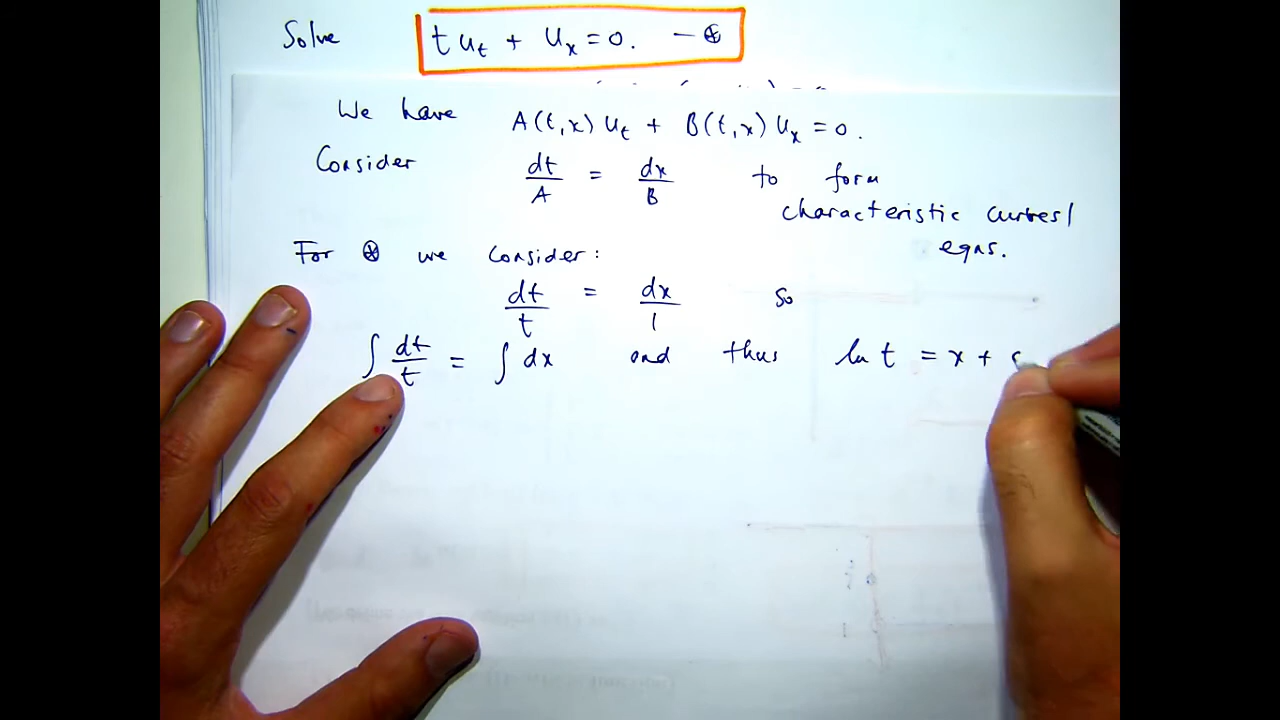 Solve t u_t + u_x = 0. — ⊛
We have A(t,x) u_t + B(t,x) u_x = 0.
Consider dt/A = dx/B to form
characteristic curves/
eqns.
For ⊛ we consider:
dt/t = dx/1 so
∫ dt/t = ∫ dx and thus ln t = x +